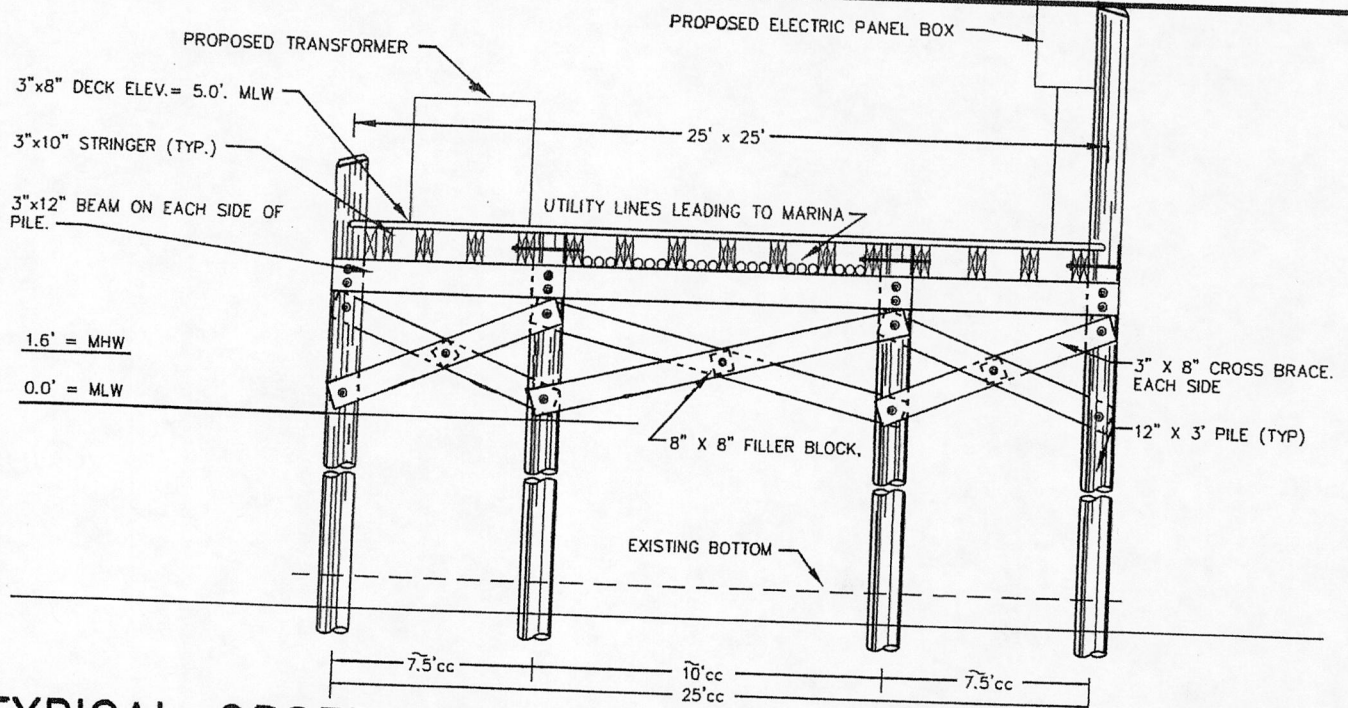 PROPOSED ELECTRIC PANEL BOX
PROPOSED TRANSFORMER
3"x8" DECK ELEV.= 5.0'. MLW
25' x 25'
3"x10" STRINGER (TYP.)
3"x12" BEAM ON EACH SIDE OF
PILE.
UTILITY LINES LEADING TO MARINA
1.6' = MHW
0.0' = MLW
3" X 8" CROSS BRACE.
EACH SIDE
8" X 8" FILLER BLOCK,
12" X 3' PILE (TYP)
EXISTING BOTTOM
7.5'cc
10'cc
7.5'cc
25'cc
TYPICAL